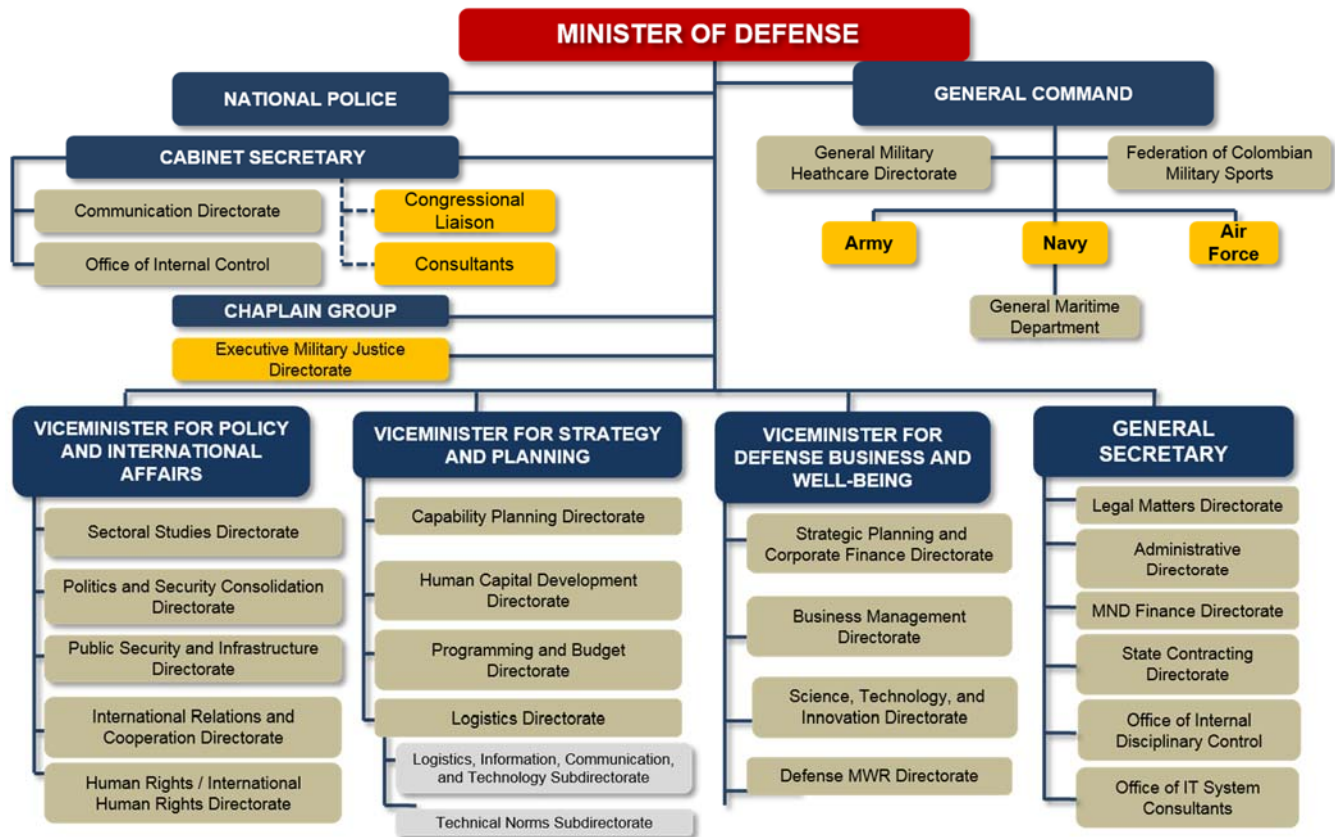 MINISTER OF DEFENSE
NATIONAL POLICE
GENERAL COMMAND
CABINET SECRETARY
Communication Directorate
Office of Internal Control
Congressional
Liaison
Consultants
General Military
Heathcare Directorate
Federation of Colombian
Military Sports
Army
Navy
Air
Force
General Maritime
Department
CHAPLAIN GROUP
Executive Military Justice
Directorate
VICEMINISTER FOR POLICY
AND INTERNATIONAL
AFFAIRS
Sectoral Studies Directorate
Politics and Security Consolidation
Directorate
Public Security and Infrastructure
Directorate
International Relations and
Cooperation Directorate
Human Rights / International
Human Rights Directorate
VICEMINISTER FOR STRATEGY
AND PLANNING
Capability Planning Directorate
Human Capital Development
Directorate
Programming and Budget
Directorate
Logistics Directorate
Logistics, Information, Communication,
and Technology Subdirectorate
Technical Norms Subdirectorate
VICEMINISTER FOR
DEFENSE BUSINESS AND
WELL-BEING
Strategic Planning and
Corporate Finance Directorate
Business Management
Directorate
Science, Technology, and
Innovation Directorate
Defense MWR Directorate
GENERAL
SECRETARY
Legal Matters Directorate
Administrative
Directorate
MND Finance Directorate
State Contracting
Directorate
Office of Internal
Disciplinary Control
Office of IT System
Consultants